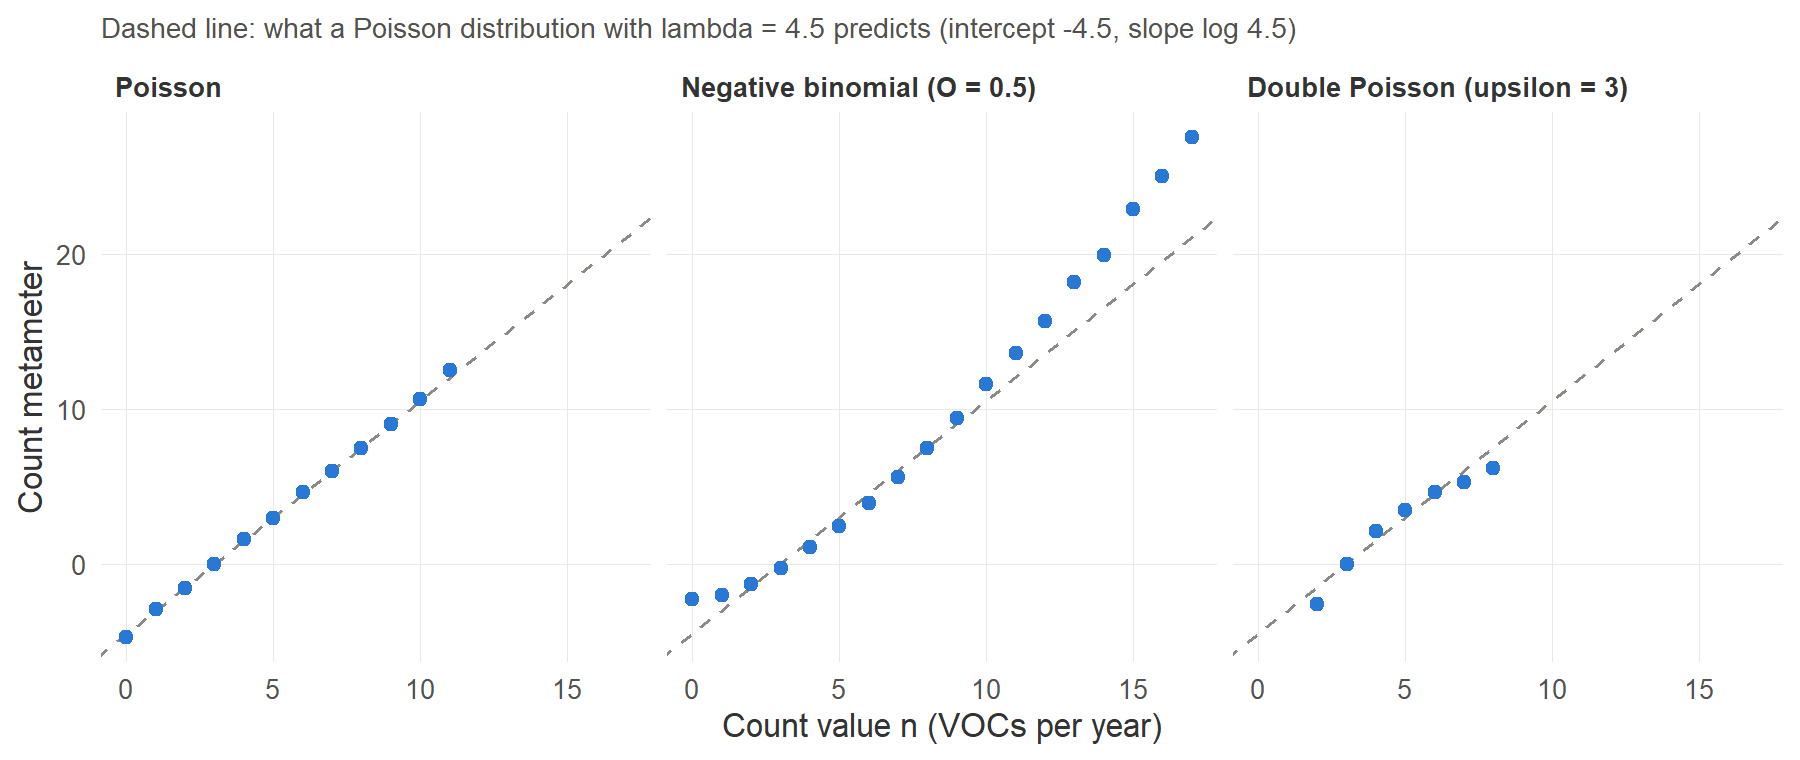 Dashed line: what a Poisson distribution with lambda = 4.5 predicts (intercept -4.5, slope log 4.5)
Poisson
Negative binomial (O = 0.5)
Double Poisson (upsilon = 3)
Count metameter
20
10
0
0 5 10 15
0 5 10 15
0 5 10 15
Count value n (VOCs per year)